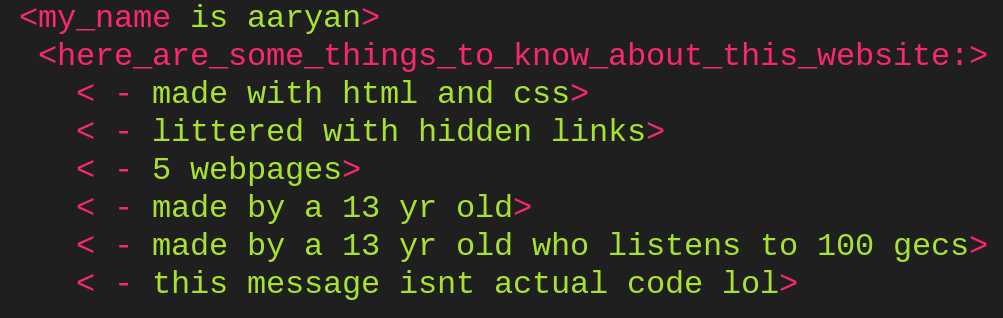 <my_name is aaryan>
<here_are_some_things_to_know_about_this_website:>
< - made with html and css>
< - littered with hidden links>
< - 5 webpages>
< - made by a 13 yr old>
< - made by a 13 yr old who listens to 100 gecs>
< - this message isnt actual code lol>